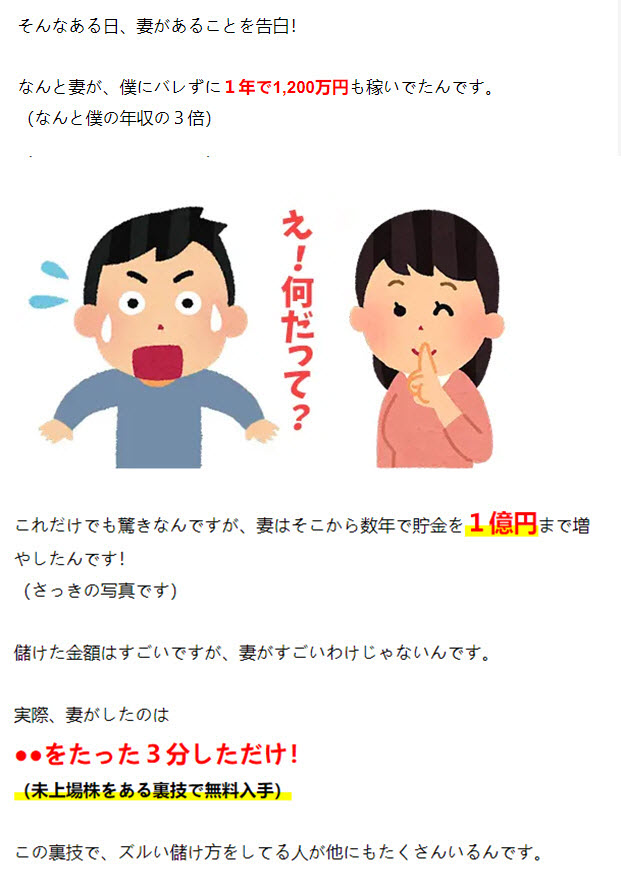 そんなある日、妻があることを告白！
なんと妻が、僕にバレずに１年で1,200万円も稼いでたんです。
（なんと僕の年収の３倍）
え！何だって？
これだけでも驚きなんですが、妻はそこから数年で貯金を１億円まで増
やしたんです！
（さっきの写真です）
儲けた金額はすごいですが、妻がすごいわけじゃないんです。
実際、妻がしたのは
●●をたった３分しただけ！
（未上場株をある裏技で無料入手）
この裏技で、ズルい儲け方をしてる人が他にもたくさんいるんです。